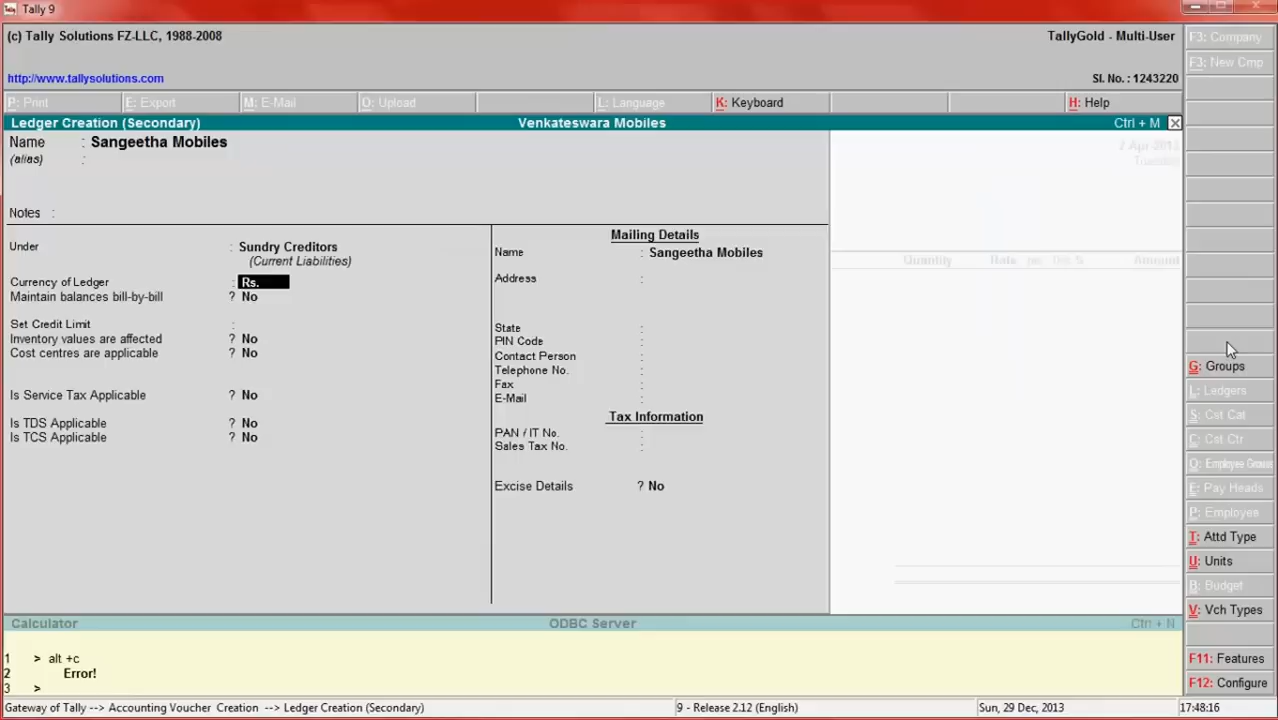 Tally 9
(c) Tally Solutions FZ-LLC, 1988-2008
TallyGold - Multi-User
http://www.tallysolutions.com
Sl. No. : 1243220
P: Print
E: Export
M: E-Mail
O: Upload
L: Language
K: Keyboard
H: Help
Ledger Creation (Secondary)
Venkateswara Mobiles
Ctrl + M
Name : Sangeetha Mobiles
(alias) :
Notes :
Under : Sundry Creditors
(Current Liabilities)
Currency of Ledger : Rs.
Maintain balances bill-by-bill ? No
Set Credit Limit :
Inventory values are affected ? No
Cost centres are applicable ? No
Is Service Tax Applicable ? No
Is TDS Applicable ? No
Is TCS Applicable ? No
Mailing Details
Name : Sangeetha Mobiles
Address :
State :
PIN Code :
Contact Person :
Telephone No. :
Fax :
E-Mail :
Tax Information
PAN / IT No. :
Sales Tax No. :
Excise Details ? No
Quantity Rate per Disc % Amount
F3: Company
F3: New Cmp
G: Groups
L: Ledgers
S: Cst Cat
C: Cst Ctr
O: Employee Groups
E: Pay Heads
P: Employee
T: Attd Type
U: Units
B: Budget
V: Vch Types
F11: Features
F12: Configure
Calculator
ODBC Server
Ctrl + N
1 > alt +c
2 Error!
3 >
Gateway of Tally --> Accounting Voucher Creation --> Ledger Creation (Secondary)
9 - Release 2.12 (English)
Sun, 29 Dec, 2013
17:48:16